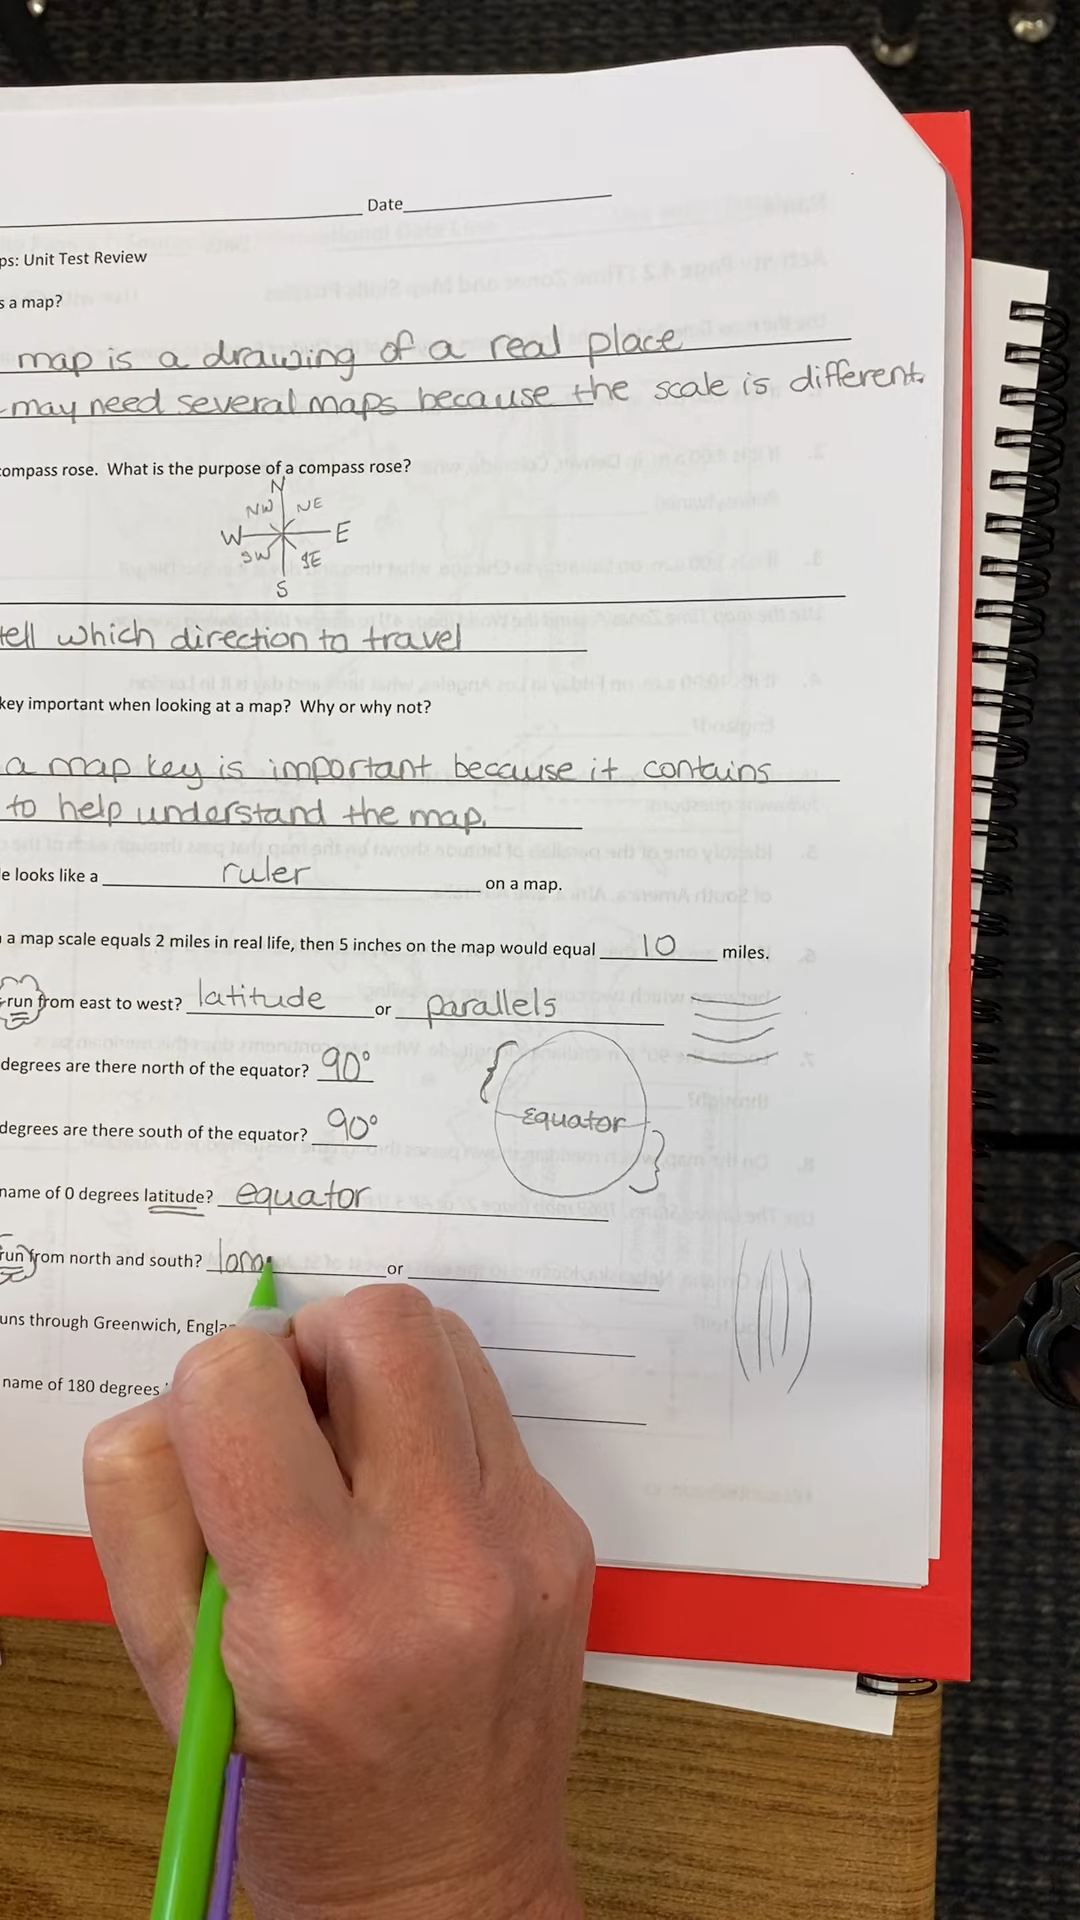 Date
ps: Unit Test Review
s a map?
map is a drawing of a real place
may need several maps because the scale is different.
compass rose. What is the purpose of a compass rose?
N
NW NE
W E
SW SE
S
tell which direction to travel
key important when looking at a map? Why or why not?
a map key is important because it contains
to help understand the map.
e looks like a ruler on a map.
a map scale equals 2 miles in real life, then 5 inches on the map would equal 10 miles.
run from east to west? latitude or parallels
degrees are there north of the equator? 90°
Equator
degrees are there south of the equator? 90°
name of 0 degrees latitude? equator
run from north and south? lon or
uns through Greenwich, Engla
name of 180 degrees